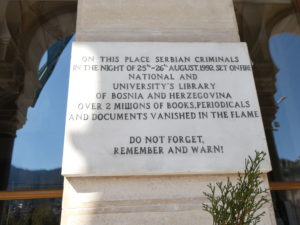 ON THIS PLACE SERBIAN CRIMINALS
IN THE NIGHT OF 25TH-26TH AUGUST, 1992. SET ON FIRE
NATIONAL AND
UNIVERSITY'S LIBRARY
OF BOSNIA AND HERZEGOVINA
OVER 2 MILLIONS OF BOOKS, PERIODICALS
AND DOCUMENTS VANISHED IN THE FLAME
DO NOT FORGET,
REMEMBER AND WARN!